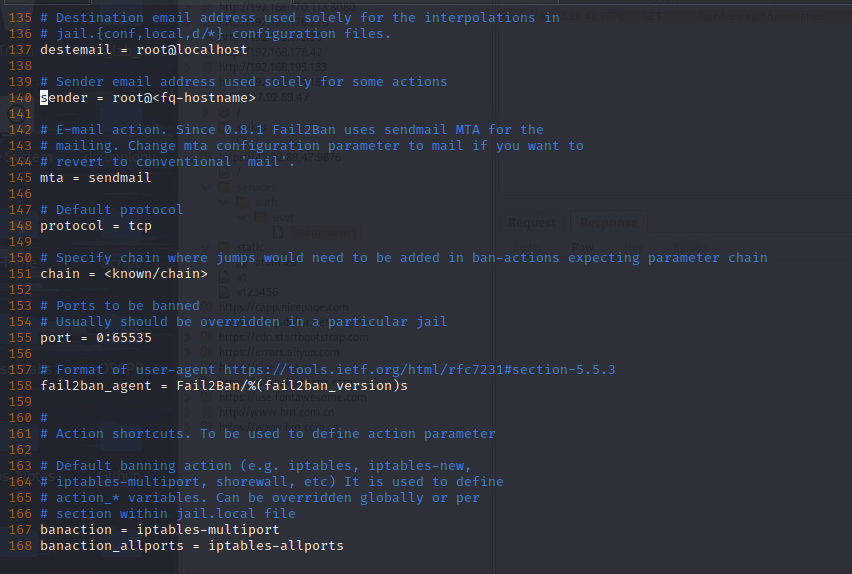 135 # Destination email address used solely for the interpolations in
136 # jail.{conf,local,d/*} configuration files.
137 destemail = root@localhost
138
139 # Sender email address used solely for some actions
140 sender = root@<fq-hostname>
141
142 # E-mail action. Since 0.8.1 Fail2Ban uses sendmail MTA for the
143 # mailing. Change mta configuration parameter to mail if you want to
144 # revert to conventional 'mail'.
145 mta = sendmail
146
147 # Default protocol
148 protocol = tcp
149
150 # Specify chain where jumps would need to be added in ban-actions expecting parameter chain
151 chain = <known/chain>
152
153 # Ports to be banned
154 # Usually should be overridden in a particular jail
155 port = 0:65535
156
157 # Format of user-agent https://tools.ietf.org/html/rfc7231#section-5.5.3
158 fail2ban_agent = Fail2Ban/%(fail2ban_version)s
159
160 #
161 # Action shortcuts. To be used to define action parameter
162
163 # Default banning action (e.g. iptables, iptables-new,
164 # iptables-multiport, shorewall, etc) It is used to define
165 # action_* variables. Can be overridden globally or per
166 # section within jail.local file
167 banaction = iptables-multiport
168 banaction_allports = iptables-allports